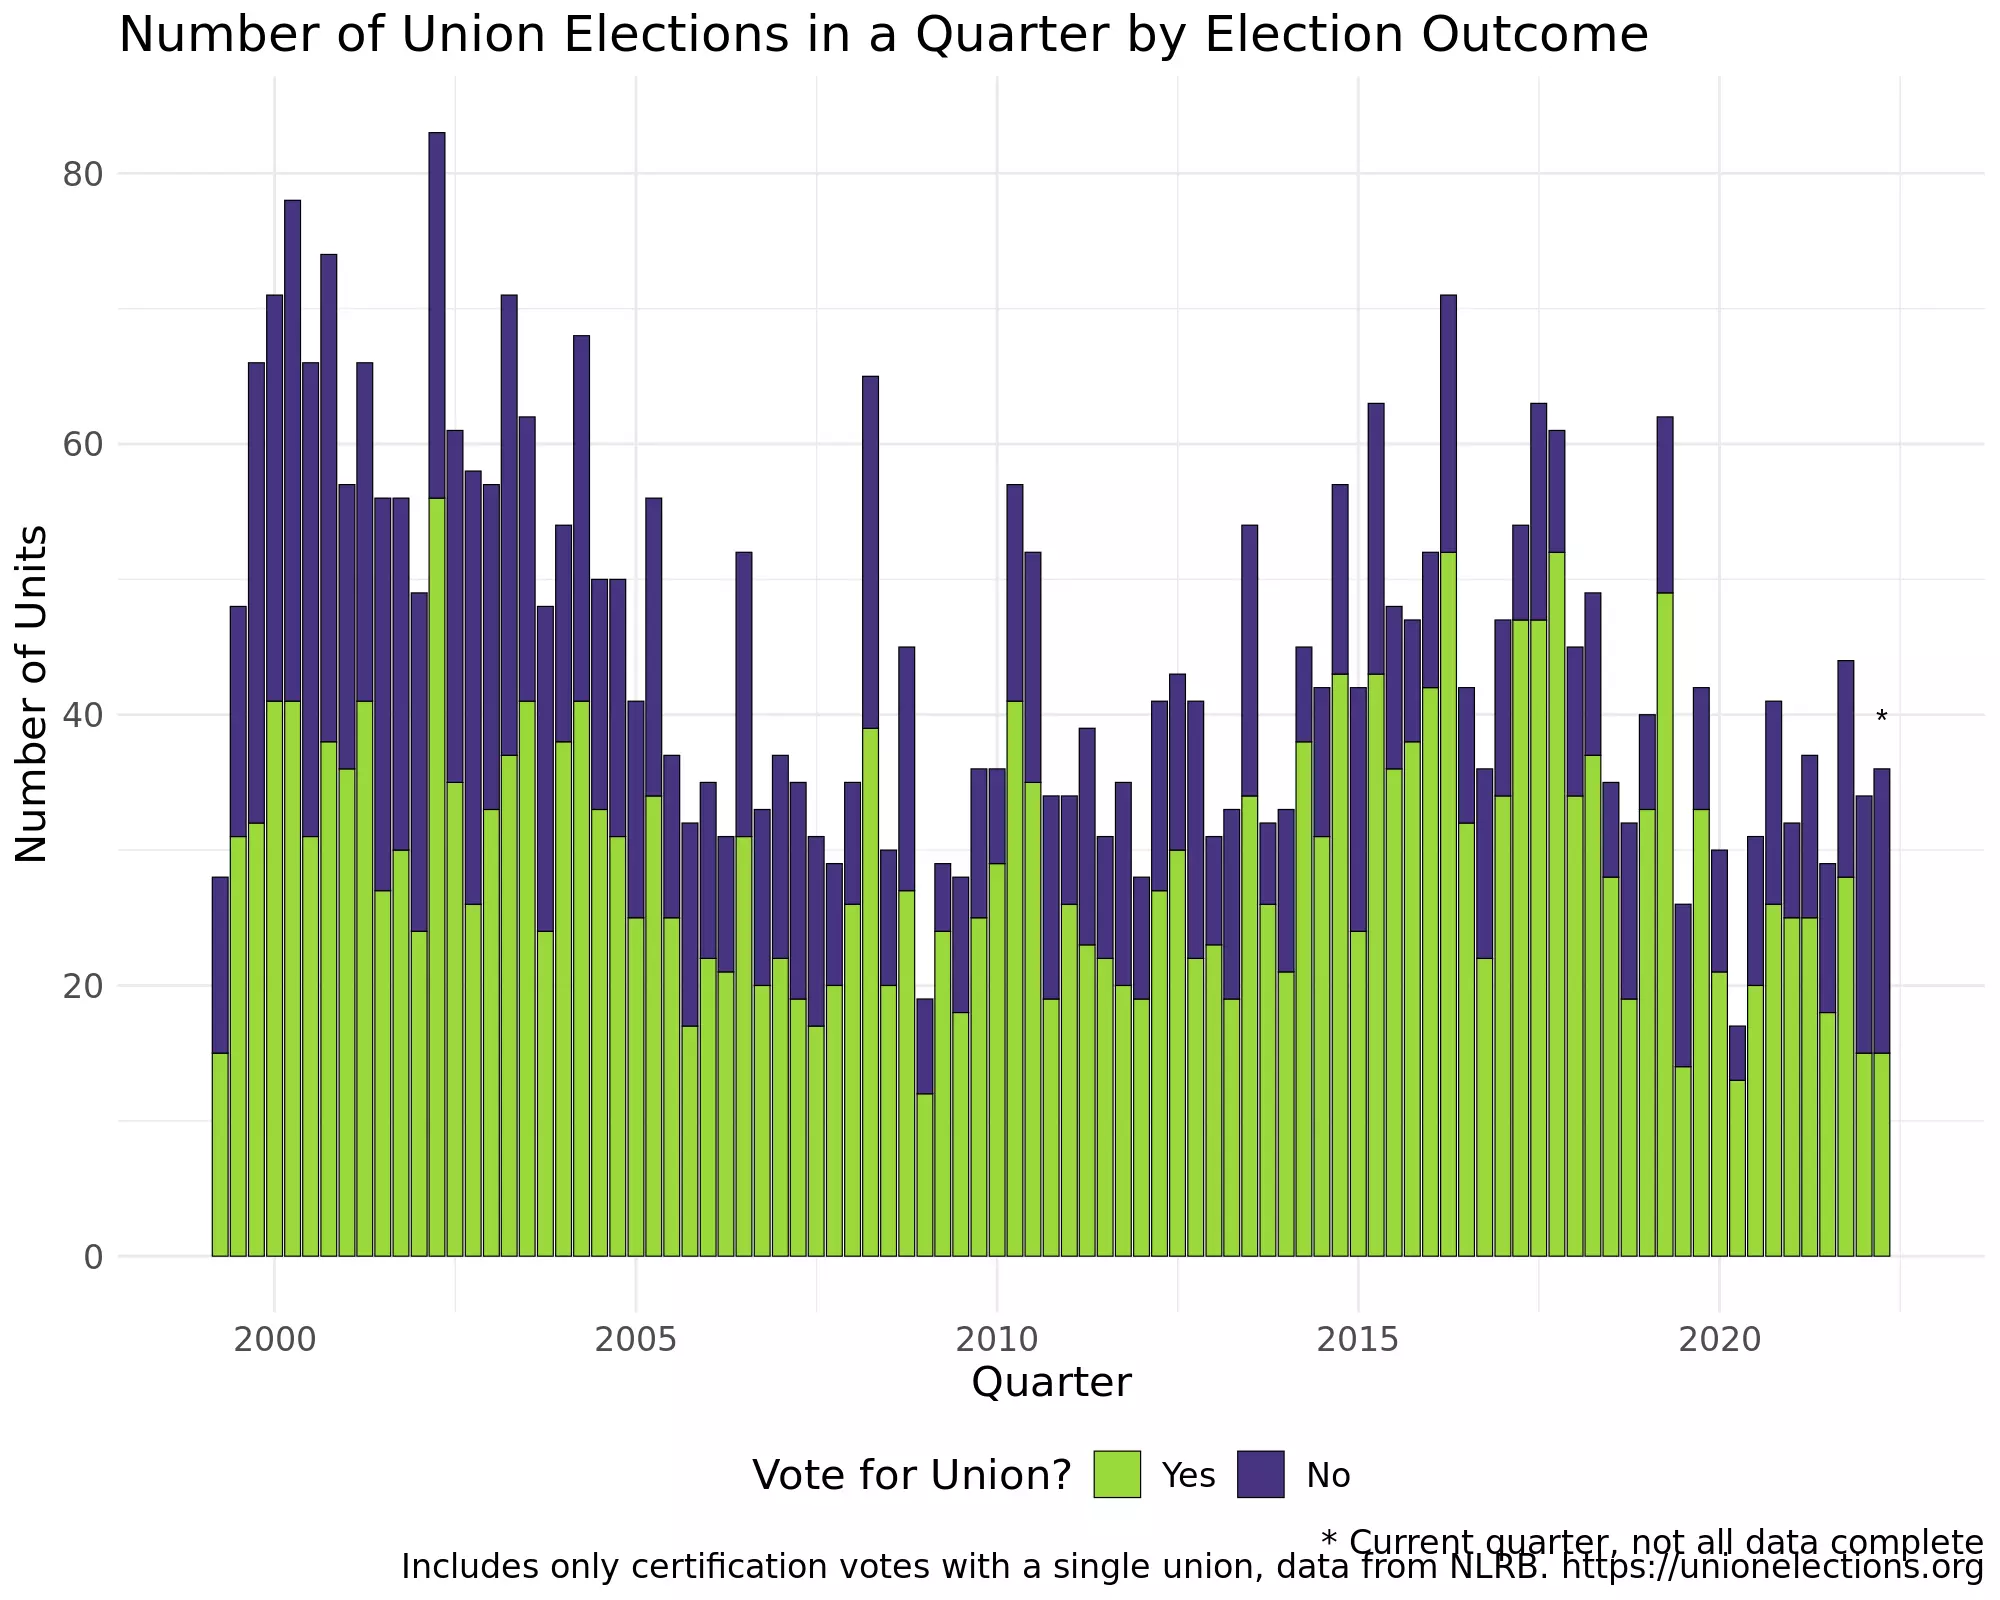 Number of Union Elections in a Quarter by Election Outcome
80
60
40
20
0
Number of Units
*
2000 2005 2010 2015 2020
Quarter
Vote for Union? Yes No
* Current quarter, not all data complete
Includes only certification votes with a single union, data from NLRB. https://unionelections.org